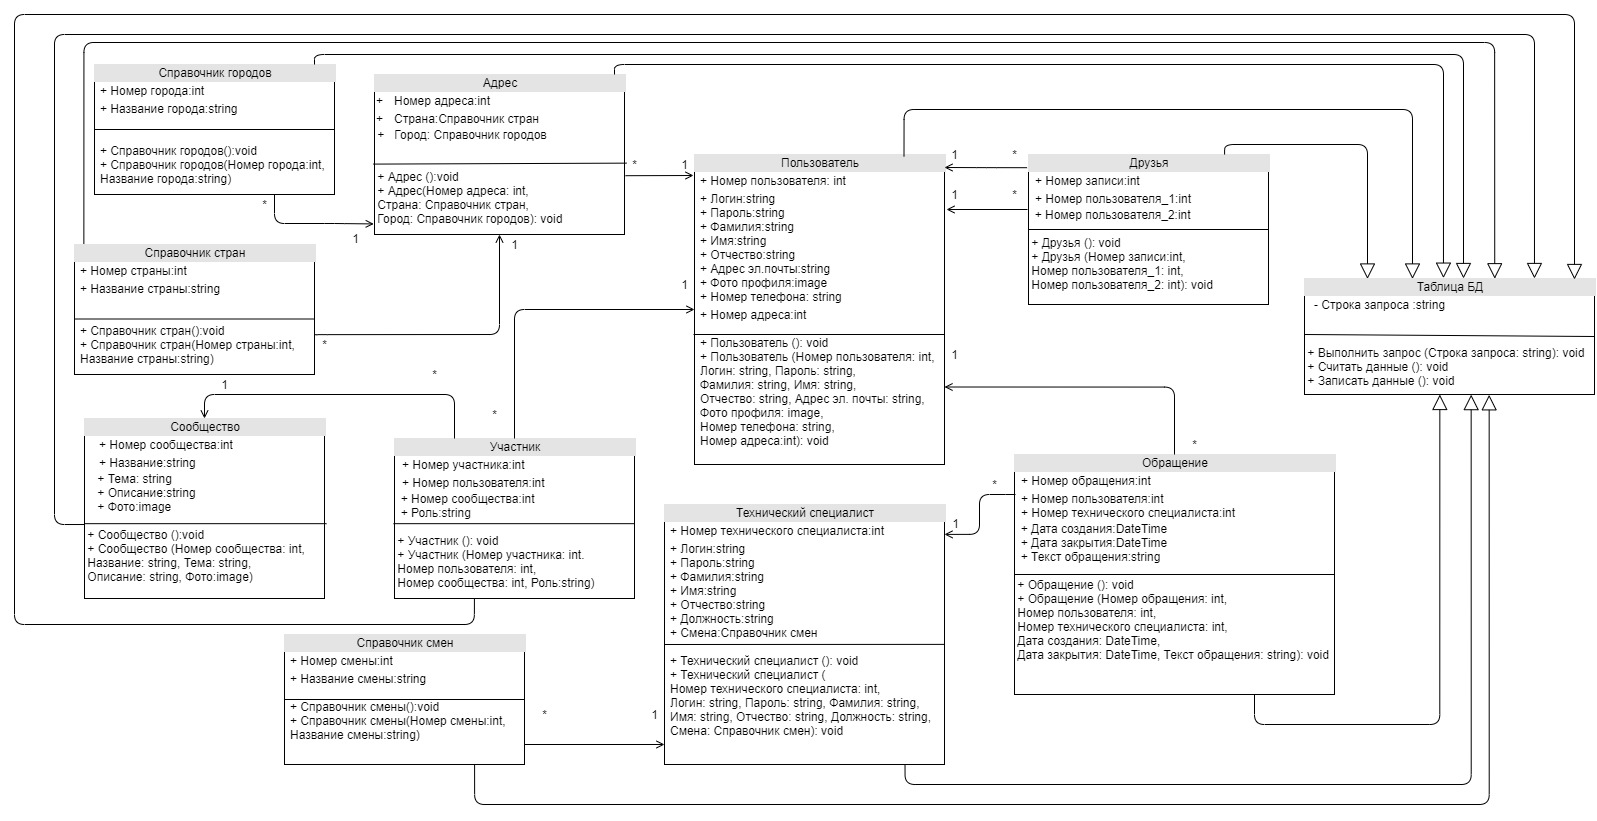 Справочник городов
+ Номер города:int
+ Название города:string
+ Справочник городов():void
+ Справочник городов(Номер города:int,
Название города:string)
*
1
Адрес
+ Номер адреса:int
+ Страна:Справочник стран
+ Город: Справочник городов
+ Адрес ():void
+ Адрес(Номер адреса: int,
Страна: Справочник стран,
Город: Справочник городов): void
*
1
1
Пользователь
+ Номер пользователя: int
+ Логин:string
+ Пароль:string
+ Фамилия:string
+ Имя:string
+ Отчество:string
+ Адрес эл.почты:string
+ Фото профиля:image
+ Номер телефона: string
+ Номер адреса:int
+ Пользователь (): void
+ Пользователь (Номер пользователя: int,
Логин: string, Пароль: string,
Фамилия: string, Имя: string,
Отчество: string, Адрес эл. почты: string,
Фото профиля: image,
Номер телефона: string,
Номер адреса:int): void
1
*
1
*
Друзья
+ Номер записи:int
+ Номер пользователя_1:int
+ Номер пользователя_2:int
+ Друзья (): void
+ Друзья (Номер записи:int,
Номер пользователя_1: int,
Номер пользователя_2: int): void
Таблица БД
- Строка запроса :string
+ Выполнить запрос (Строка запроса: string): void
+ Считать данные (): void
+ Записать данные (): void
Справочник стран
+ Номер страны:int
+ Название страны:string
+ Справочник стран():void
+ Справочник стран(Номер страны:int,
Название страны:string)
*
1
1
*
*
1
*
Сообщество
+ Номер сообщества:int
+ Название:string
+ Тема: string
+ Описание:string
+ Фото:image
+ Сообщество ():void
+ Сообщество (Номер сообщества: int,
Название: string, Тема: string,
Описание: string, Фото:image)
Участник
+ Номер участника:int
+ Номер пользователя:int
+ Номер сообщества:int
+ Роль:string
+ Участник (): void
+ Участник (Номер участника: int.
Номер пользователя: int,
Номер сообщества: int, Роль:string)
Технический специалист
+ Номер технического специалиста:int
+ Логин:string
+ Пароль:string
+ Фамилия:string
+ Имя:string
+ Отчество:string
+ Должность:string
+ Смена:Справочник смен
+ Технический специалист (): void
+ Технический специалист (
Номер технического специалиста: int,
Логин: string, Пароль: string, Фамилия: string,
Имя: string, Отчество: string, Должность: string,
Смена: Справочник смен): void
*
1
Обращение
+ Номер обращения:int
+ Номер пользователя:int
+ Номер технического специалиста:int
+ Дата создания:DateTime
+ Дата закрытия:DateTime
+ Текст обращения:string
+ Обращение (): void
+ Обращение (Номер обращения: int,
Номер пользователя: int,
Номер технического специалиста: int,
Дата создания: DateTime,
Дата закрытия: DateTime, Текст обращения: string): void
Справочник смен
+ Номер смены:int
+ Название смены:string
+ Справочник смены():void
+ Справочник смены(Номер смены:int,
Название смены:string)
*
1